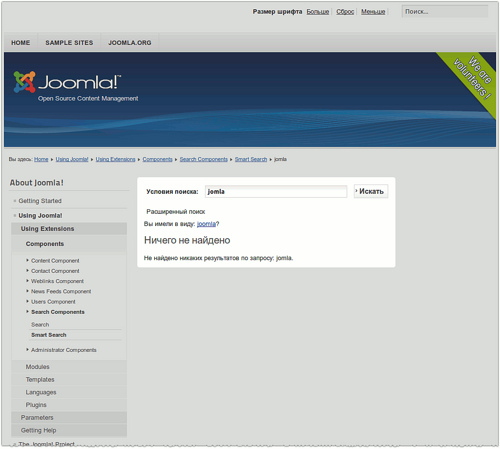 Размер шрифта Больше Сброс Меньше Поиск...
HOME SAMPLE SITES JOOMLA.ORG
We are volunteers!
Joomla!™
Open Source Content Management
Вы здесь: Home Using Joomla! Using Extensions Components Search Components Smart Search jomla
About Joomla!
Getting Started
Using Joomla!
Using Extensions
Components
Content Component
Contact Component
Weblinks Component
News Feeds Component
Users Component
Search Components
Search
Smart Search
Administrator Components
Modules
Templates
Languages
Plugins
Parameters
Getting Help
The Joomla! Project
Условия поиска: jomla Искать
Расширенный поиск
Вы имели в виду: joomla?
Ничего не найдено
Не найдено никаких результатов по запросу: jomla.